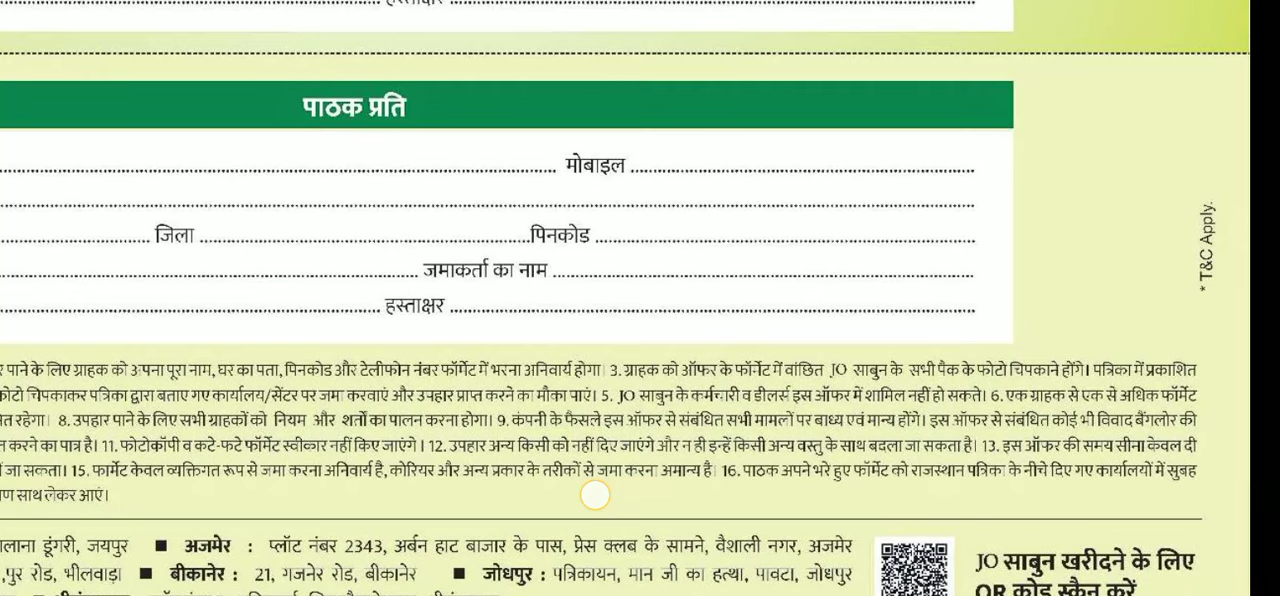 हस्ताक्षर
पाठक प्रति
मोबाइल
जिला पिनकोड
जमाकर्ता का नाम
हस्ताक्षर
* T&C Apply.
पाने के लिए ग्राहक को अपना पूरा नाम, घर का पता, पिनकोड और टेलीफोन नंबर फॉर्मेट में भरना अनिवार्य होगा। 3. ग्राहक को ऑफर के फॉर्मेट में वांछित JO साबुन के सभी पैक के फोटो चिपकाने होंगे। पत्रिका में प्रकाशित
फोटो चिपकाकर पत्रिका द्वारा बताए गए कार्यालय/सेंटर पर जमा करवाएं और उपहार प्राप्त करने का मौका पाएं। 5. JO साबुन के कर्मचारी व डीलर्स इस ऑफर में शामिल नहीं हो सकते। 6. एक ग्राहक से एक से अधिक फॉर्मेट
रहेगा। 8. उपहार पाने के लिए सभी ग्राहकों को नियम और शर्तों का पालन करना होगा। 9. कंपनी के फैसले इस ऑफर से संबंधित सभी मामलों पर बाध्य एवं मान्य होंगे। इस ऑफर से संबंधित कोई भी विवाद बैंगलोर की
करने का पात्र है। 11. फोटोकॉपी व कटे-फटे फॉर्मेट स्वीकार नहीं किए जाएंगे। 12. उपहार अन्य किसी को नहीं दिए जाएंगे और न ही इन्हें किसी अन्य वस्तु के साथ बदला जा सकता है। 13. इस ऑफर की समय सीमा केवल दी
जा सकता। 15. फार्मेट केवल व्यक्तिगत रूप से जमा करना अनिवार्य है, कोरियर और अन्य प्रकार के तरीकों से जमा करना अमान्य है। 16. पाठक अपने भरे हुए फॉर्मेट को राजस्थान पत्रिका के नीचे दिए गए कार्यालयों में सुबह
साथ लेकर आएं।
डूंगरी, जयपुर ■ अजमेर : प्लॉट नंबर 2343, अर्बन हाट बाजार के पास, प्रेस क्लब के सामने, वैशाली नगर, अजमेर
रोड, भीलवाड़ा ■ बीकानेर : 21, गजनेर रोड, बीकानेर ■ जोधपुर : पत्रिकायन, मान जी का हत्था, पावटा, जोधपुर
JO साबुन खरीदने के लिए
QR कोड स्कैन करें